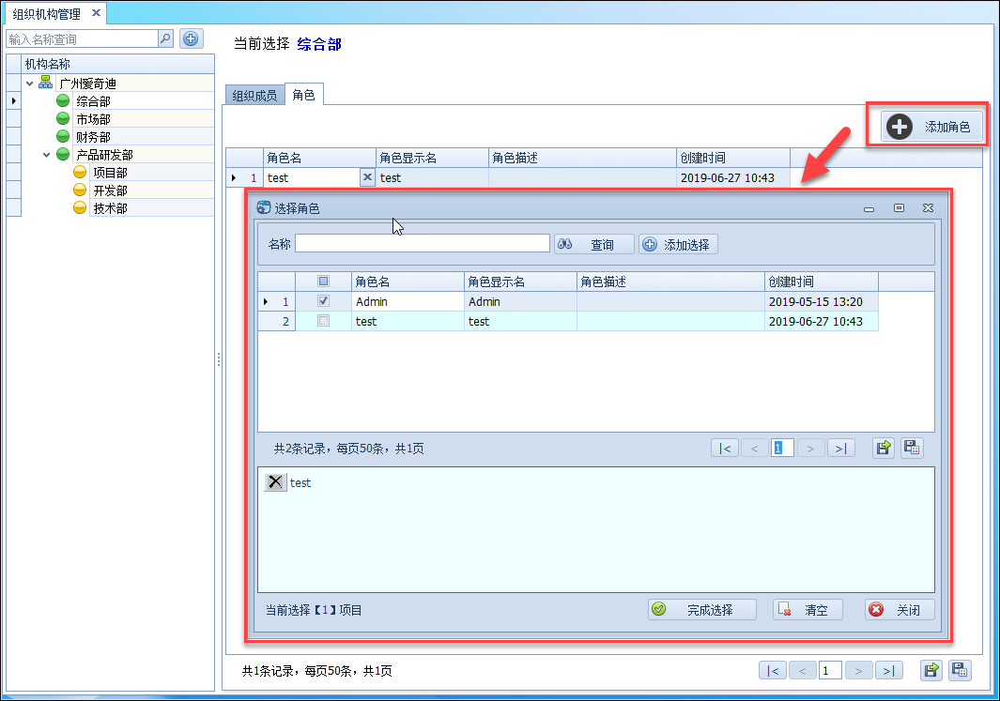 组织机构管理
输入名称查询
当前选择 综合部
机构名称
广州爱奇迪
综合部
市场部
财务部
产品研发部
项目部
开发部
技术部
组织成员 角色
添加角色
角色名 角色显示名 角色描述 创建时间
1 test test 2019-06-27 10:43
选择角色
名称 查询 添加选择
角色名 角色显示名 角色描述 创建时间
1 Admin Admin 2019-05-15 13:20
2 test test 2019-06-27 10:43
共2条记录，每页50条，共1页 |< < 1 > >|
test
当前选择【1】项目 完成选择 清空 关闭
共1条记录，每页50条，共1页 |< < 1 > >|